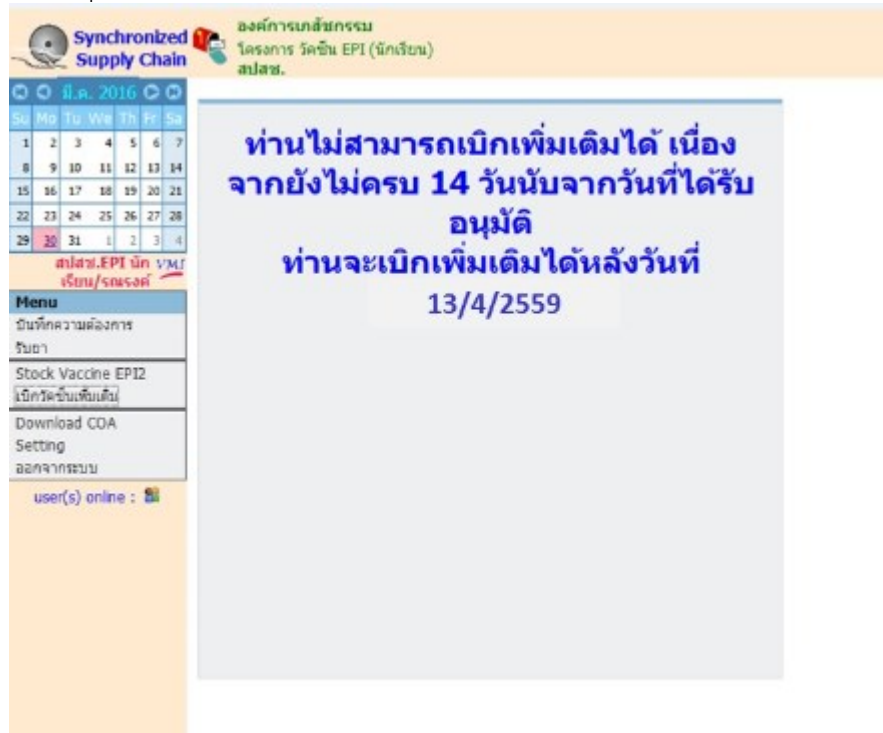 Synchronized
Supply Chain
องค์การเภสัชกรรม
โครงการ วัคซีน EPI (นักเรียน)
สปสช.
มี.ค. 2016
Su Mo Tu We Th Fr Sa
1 2 3 4 5 6 7
8 9 10 11 12 13 14
15 16 17 18 19 20 21
22 23 24 25 26 27 28
29 30 31 1 2 3 4
สปสช.EPI นัก VMI
เรียน/รณรงค์
Menu
บันทึกความต้องการ
รับยา
Stock Vaccine EPI2
เบิกวัคซีนเพิ่มเติม
Download COA
Setting
ออกจากระบบ
user(s) online :
ท่านไม่สามารถเบิกเพิ่มเติมได้ เนื่อง
จากยังไม่ครบ 14 วันนับจากวันที่ได้รับ
อนุมัติ
ท่านจะเบิกเพิ่มเติมได้หลังวันที่
13/4/2559